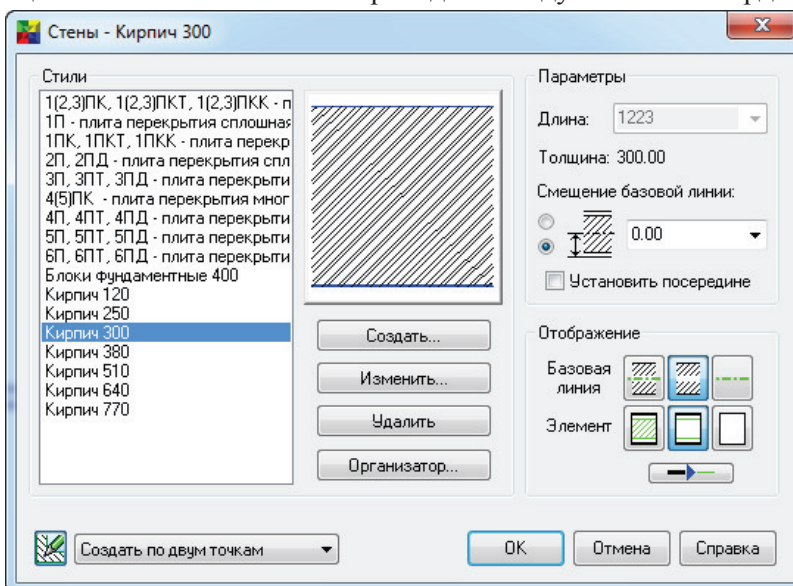 Стены - Кирпич 300
Стили
1(2,3)ПК, 1(2,3)ПКТ, 1(2,3)ПКК - п
1П - плита перекрытия сплошная
1ПК, 1ПКТ, 1ПКК - плита перекр
2П, 2ПД - плита перекрытия спл
3П, 3ПТ, 3ПД - плита перекрыти
4(5)ПК - плита перекрытия мног
4П, 4ПТ, 4ПД - плита перекрыти
5П, 5ПТ, 5ПД - плита перекрыти
6П, 6ПТ, 6ПД - плита перекрыти
Блоки фундаментные 400
Кирпич 120
Кирпич 250
Кирпич 300
Кирпич 380
Кирпич 510
Кирпич 640
Кирпич 770
Создать...
Изменить...
Удалить
Организатор...
Параметры
Длина: 1223
Толщина: 300.00
Смещение базовой линии:
0.00
Установить посередине
Отображение
Базовая
линия
Элемент
Создать по двум точкам
OK
Отмена
Справка